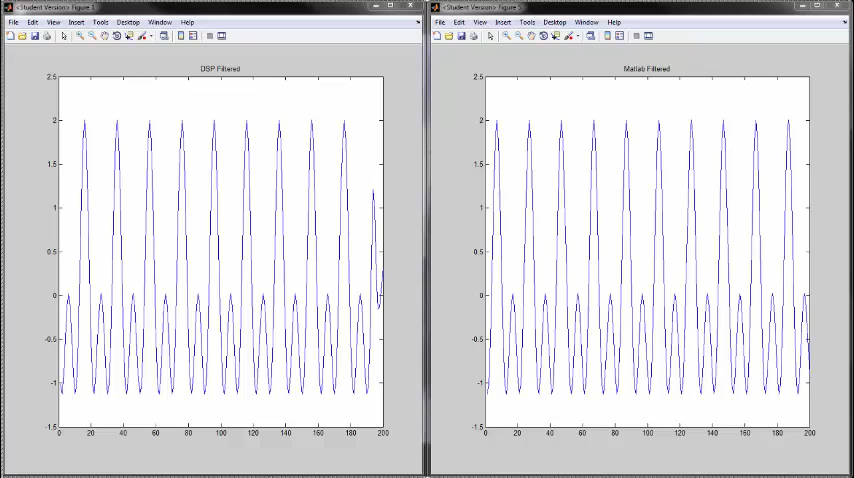 <Student Version> Figure 1
File Edit View Insert Tools Desktop Window Help
DSP Filtered
2.5
2
1.5
1
0.5
0
-0.5
-1
-1.5
0 20 40 60 80 100 120 140 160 180 200
<Student Version> Figure 5
File Edit View Insert Tools Desktop Window Help
Matlab Filtered
2.5
2
1.5
1
0.5
0
-0.5
-1
-1.5
0 20 40 60 80 100 120 140 160 180 200